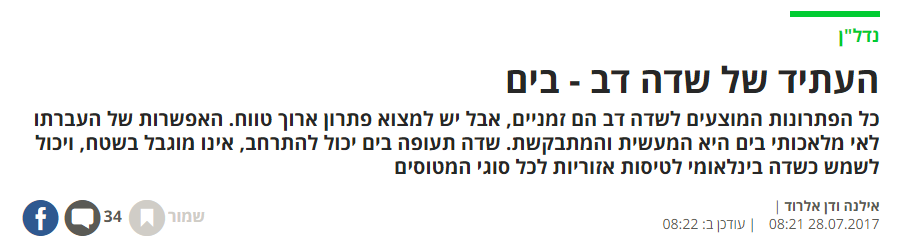 נדל"ן
העתיד של שדה דב - בים
כל הפתרונות המוצעים לשדה דב הם זמניים, אבל יש למצוא פתרון ארוך טווח. האפשרות של העברתו
לאי מלאכותי בים היא המעשית והמתבקשת. שדה תעופה בים יכול להתרחב, אינו מוגבל בשטח, ויכול
לשמש כשדה בינלאומי לטיסות אזוריות לכל סוגי המטוסים
אילנה ודן אלרוד |
28.07.2017 08:21 | עודכן ב: 08:22
שמור 34 f